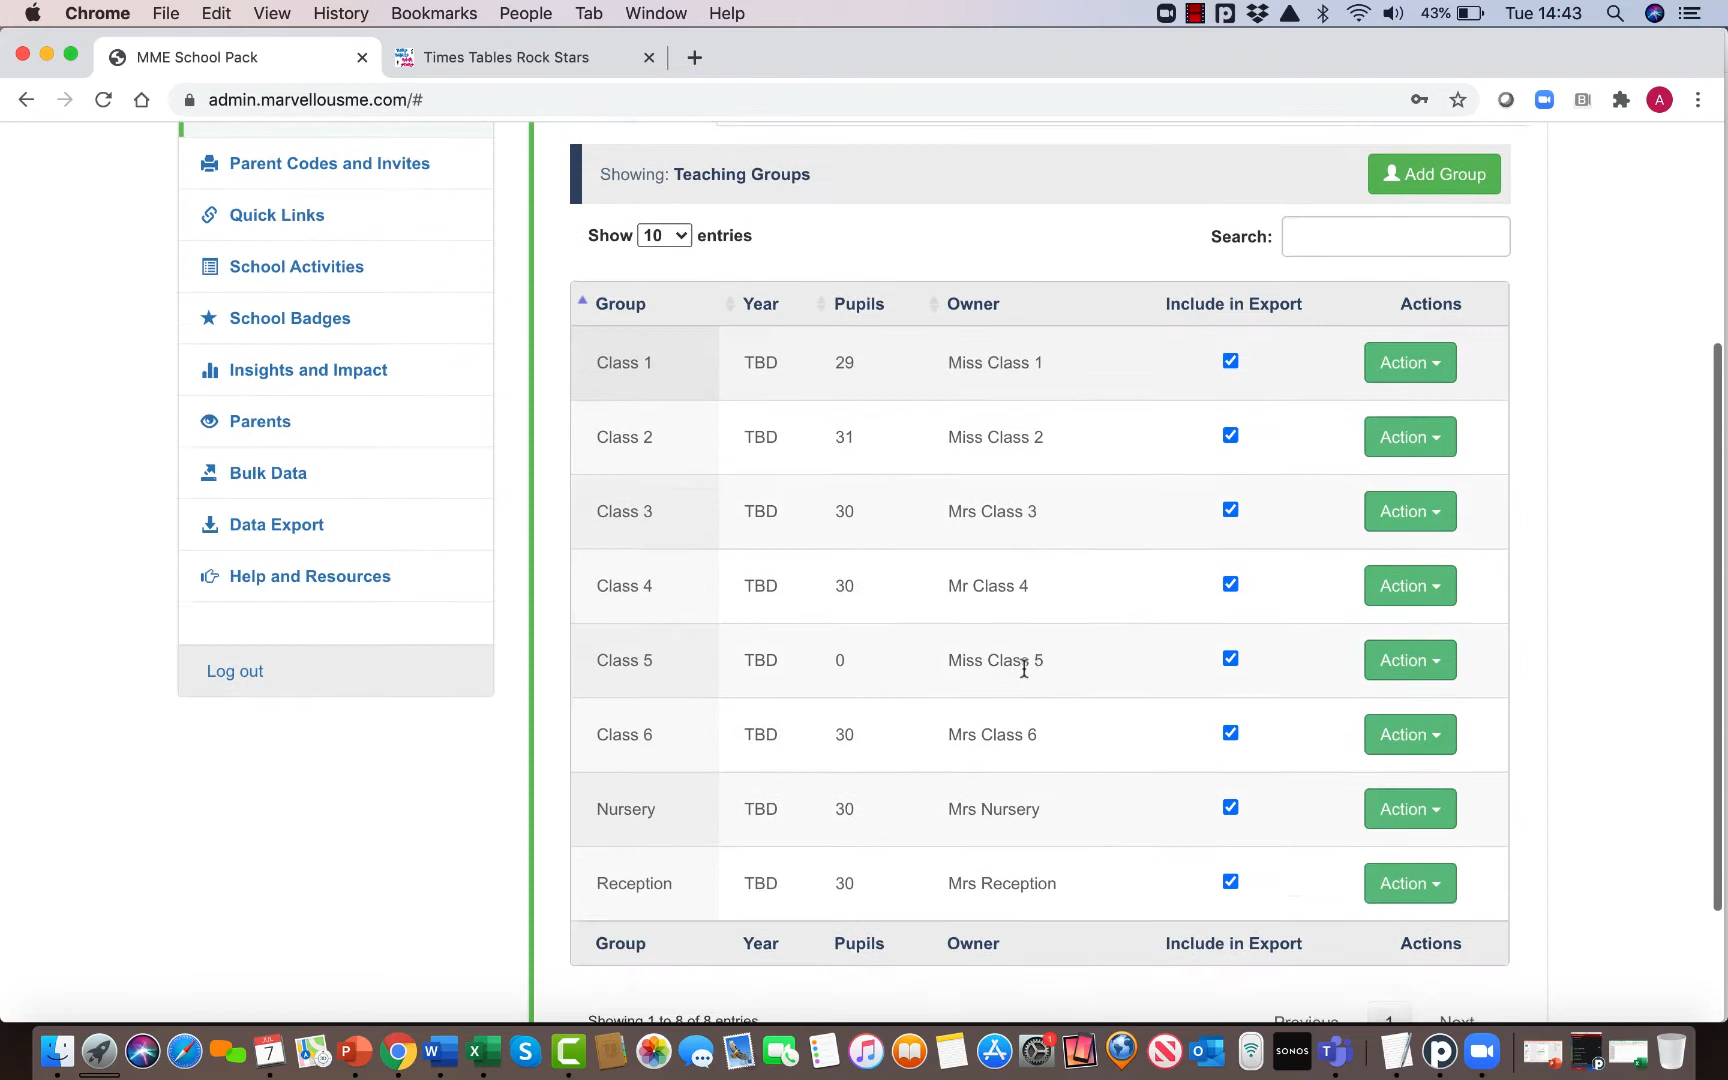 Chrome File Edit View History Bookmarks People Tab Window Help 43% Tue 14:43
MME School Pack Times Tables Rock Stars
admin.marvellousme.com/# A
Parent Codes and Invites
Quick Links
School Activities
School Badges
Insights and Impact
Parents
Bulk Data
Data Export
Help and Resources
Log out
Showing: Teaching Groups Add Group
Show 10 entries Search:
Group Year Pupils Owner Include in Export Actions
Class 1 TBD 29 Miss Class 1 Action
Class 2 TBD 31 Miss Class 2 Action
Class 3 TBD 30 Mrs Class 3 Action
Class 4 TBD 30 Mr Class 4 Action
Class 5 TBD 0 Miss Class 5 Action
Class 6 TBD 30 Mrs Class 6 Action
Nursery TBD 30 Mrs Nursery Action
Reception TBD 30 Mrs Reception Action
Group Year Pupils Owner Include in Export Actions
Showing 1 to 8 of 8 entries Previous 1 Next
JUL 7 SONOS